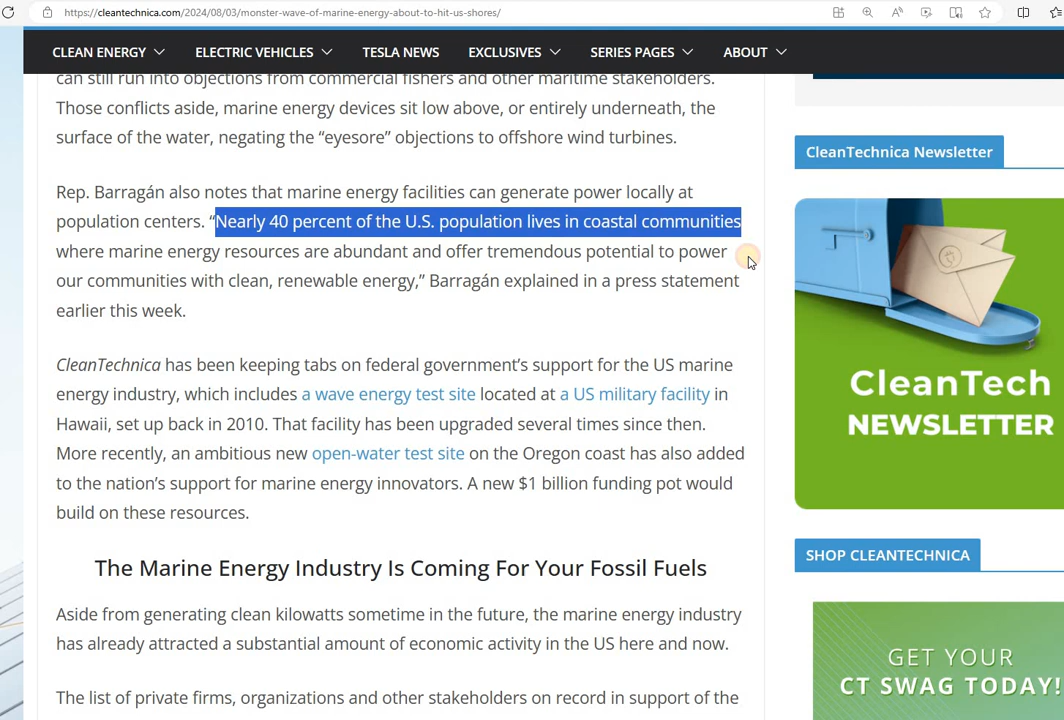 https://cleantechnica.com/2024/08/03/monster-wave-of-marine-energy-about-to-hit-us-shores/
CLEAN ENERGY ELECTRIC VEHICLES TESLA NEWS EXCLUSIVES SERIES PAGES ABOUT
can still run into objections from commercial fishers and other maritime stakeholders.
Those conflicts aside, marine energy devices sit low above, or entirely underneath, the
surface of the water, negating the “eyesore” objections to offshore wind turbines.
Rep. Barragán also notes that marine energy facilities can generate power locally at
population centers. “Nearly 40 percent of the U.S. population lives in coastal communities
where marine energy resources are abundant and offer tremendous potential to power
our communities with clean, renewable energy,” Barragán explained in a press statement
earlier this week.
CleanTechnica has been keeping tabs on federal government’s support for the US marine
energy industry, which includes a wave energy test site located at a US military facility in
Hawaii, set up back in 2010. That facility has been upgraded several times since then.
More recently, an ambitious new open-water test site on the Oregon coast has also added
to the nation’s support for marine energy innovators. A new $1 billion funding pot would
build on these resources.
The Marine Energy Industry Is Coming For Your Fossil Fuels
Aside from generating clean kilowatts sometime in the future, the marine energy industry
has already attracted a substantial amount of economic activity in the US here and now.
The list of private firms, organizations and other stakeholders on record in support of the
CleanTechnica Newsletter
CleanTech
NEWSLETTER
SHOP CLEANTECHNICA
GET YOUR
CT SWAG TODAY!